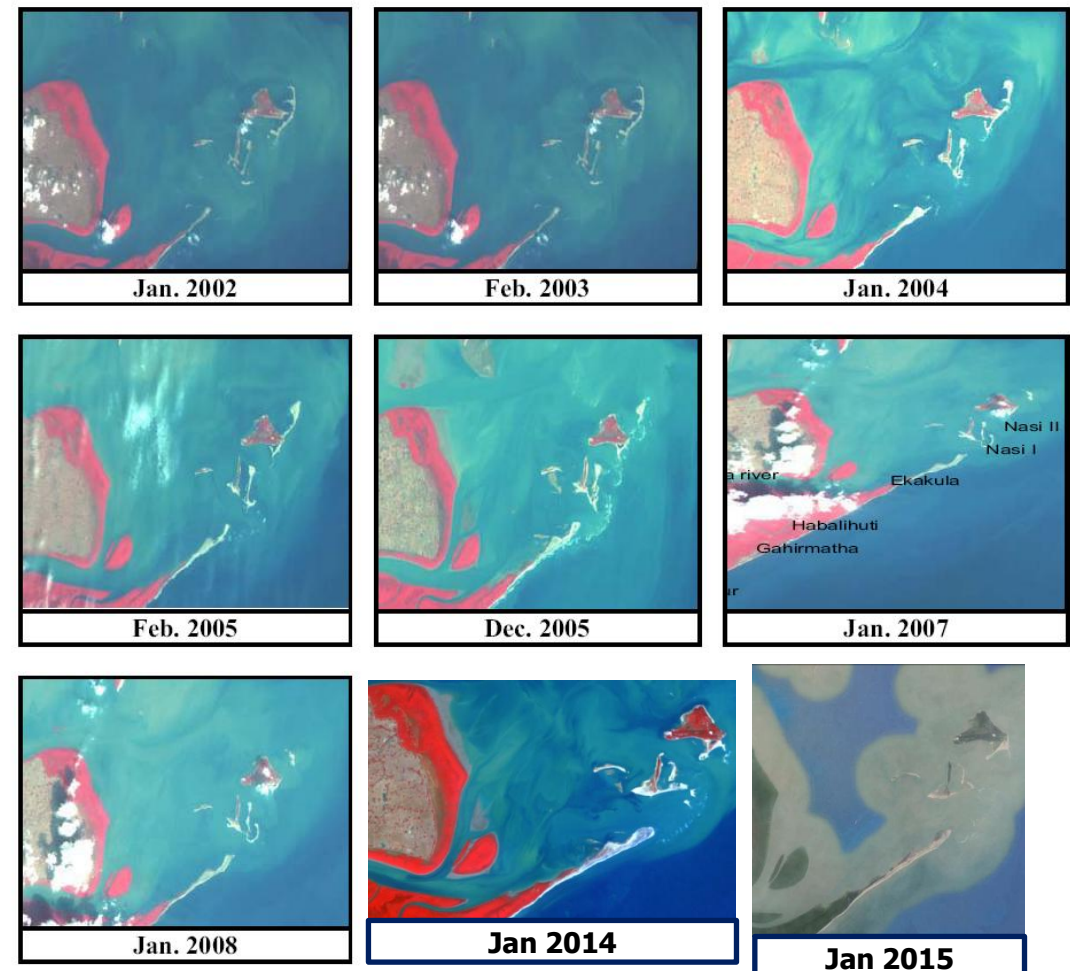 Jan. 2002
Feb. 2003
Jan. 2004
Feb. 2005
Dec. 2005
Nasi II
Nasi I
a river
Ekakula
Habalihuti
Gahirmatha
ur
Jan. 2007
Jan. 2008
Jan 2014
Jan 2015